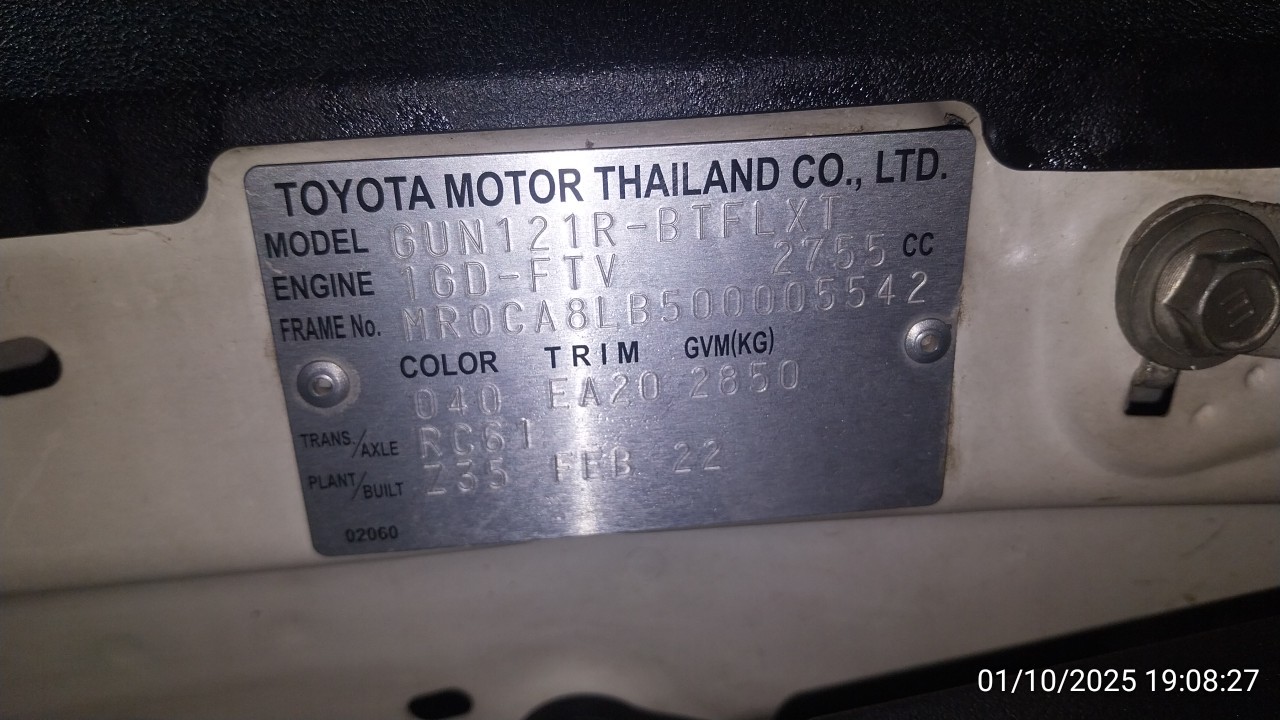 TOYOTA MOTOR THAILAND CO., LTD.
MODEL GUN121R-BTFLXT
ENGINE 1GD-FTV 2755 CC
FRAME No. MR0CA8LB500005542
COLOR TRIM GVM(KG)
040 EA20 2850
TRANS./AXLE RC61
PLANT/BUILT Z35 FEB 22
02060
01/10/2025 19:08:27